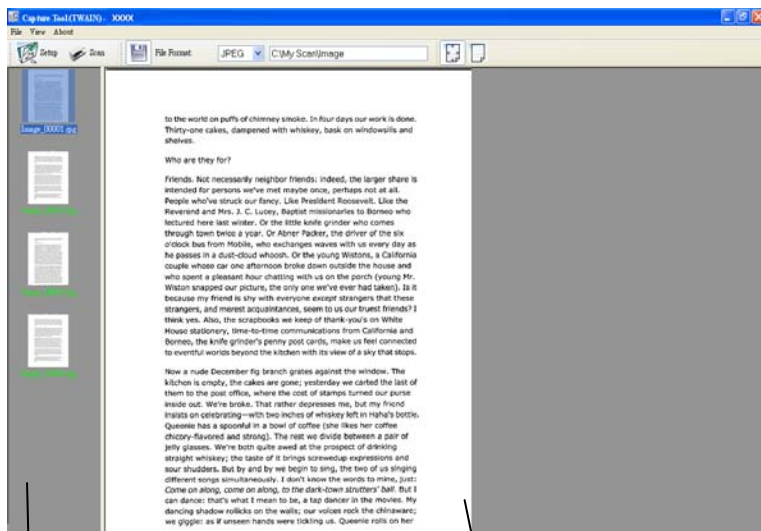 Capture Tool(TWAIN) - XXXX
File View About
Setup Scan File Format: JPEG C:\My Scan\Image
Image_00001.jpg
to the world on puffs of chimney smoke. In four days our work is done.
Thirty-one cakes, dampened with whiskey, bask on windowsills and
shelves.
Who are they for?
Friends. Not necessarily neighbor friends: indeed, the larger share is
intended for persons we've met maybe once, perhaps not at all.
People who've struck our fancy. Like President Roosevelt. Like the
Reverend and Mrs. J. C. Lucey, Baptist missionaries to Borneo who
lectured here last winter. Or the little knife grinder who comes
through town twice a year. Or Abner Packer, the driver of the six
o'clock bus from Mobile, who exchanges waves with us every day as
he passes in a dust-cloud whoosh. Or the young Wistons, a California
couple whose car one afternoon broke down outside the house and
who spent a pleasant hour chatting with us on the porch (young Mr.
Wiston snapped our picture, the only one we've ever had taken). Is it
because my friend is shy with everyone except strangers that these
strangers, and merest acquaintances, seem to us our truest friends? I
think yes. Also, the scrapbooks we keep of thank-you's on White
House stationery, time-to-time communications from California and
Borneo, the knife grinder's penny post cards, make us feel connected
to eventful worlds beyond the kitchen with its view of a sky that stops.
Now a nude December fig branch grates against the window. The
kitchen is empty, the cakes are gone; yesterday we carted the last of
them to the post office, where the cost of stamps turned our purse
inside out. We're broke. That rather depresses me, but my friend
insists on celebrating—with two inches of whiskey left in Haha's bottle.
Queenie has a spoonful in a bowl of coffee (she likes her coffee
chicory-flavored and strong). The rest we divide between a pair of
jelly glasses. We're both quite awed at the prospect of drinking
straight whiskey; the taste of it brings screwedup expressions and
sour shudders. But by and by we begin to sing, the two of us singing
different songs simultaneously. I don't know the words to mine, just:
Come on along, come on along, to the dark-town strutters' ball. But I
can dance: that's what I mean to be, a tap dancer in the movies. My
dancing shadow rollicks on the walls; our voices rock the chinaware;
we giggle: as if unseen hands were tickling us. Queenie rolls on her